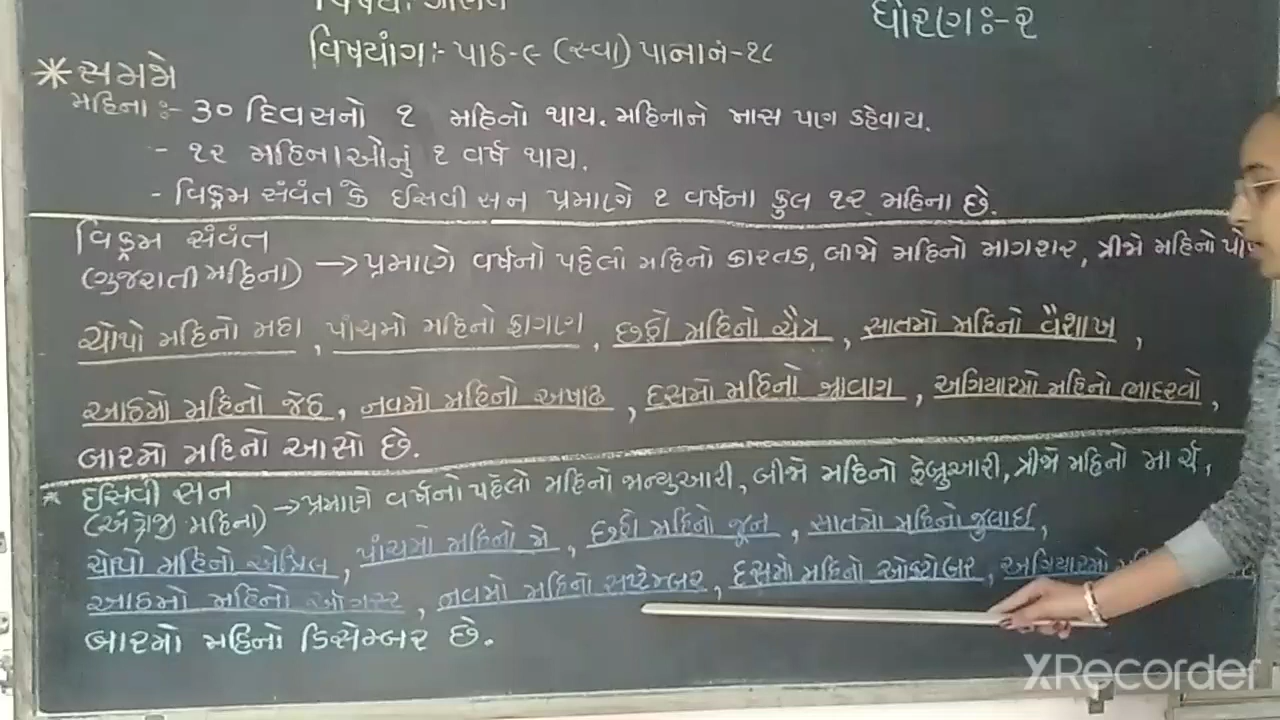 વિષય: ગણિત
ધોરણ:-૨
વિષયાંગ:- પાઠ-૯ (સ્વા) પાના નં-૧૮
* સમજો
મહિના:- ૩૦ દિવસનો ૧ મહિનો થાય. મહિનાને માસ પણ કહેવાય.
- ૧૨ મહિનાઓનું ૧ વર્ષ થાય.
- વિક્રમ સંવંત કે ઈસવી સન પ્રમાણે ૧ વર્ષના કુલ ૧૨ મહિના છે.
વિક્રમ સંવંત
(ગુજરાતી મહિના) → પ્રમાણે વર્ષનો પહેલો મહિનો કારતક, બીજો મહિનો માગશર, ત્રીજો મહિનો
ચોથો મહિનો મહા, પાંચમો મહિનો ફાગણ, છઠ્ઠો મહિનો ચૈત્ર, સાતમો મહિનો વૈશાખ,
આઠમો મહિનો જેઠ, નવમો મહિનો અષાઢ, દસમો મહિનો શ્રાવણ, અગિયારમો મહિનો ભાદરવો,
બારમો મહિનો આસો છે.
* ઈસવી સન
(અંગ્રેજી મહિના) → પ્રમાણે વર્ષનો પહેલો મહિનો જાન્યુઆરી, બીજો મહિનો ફેબ્રુઆરી, ત્રીજો મહિનો માર્ચ,
ચોથો મહિનો એપ્રિલ, પાંચમો મહિનો મે, છઠ્ઠો મહિનો જૂન, સાતમો મહિનો જુલાઈ,
આઠમો મહિનો ઓગસ્ટ, નવમો મહિનો સપ્ટેમ્બર, દસમો મહિનો ઓક્ટોબર, અગિયારમો
બારમો મહિનો ડિસેમ્બર છે.
XRecorder